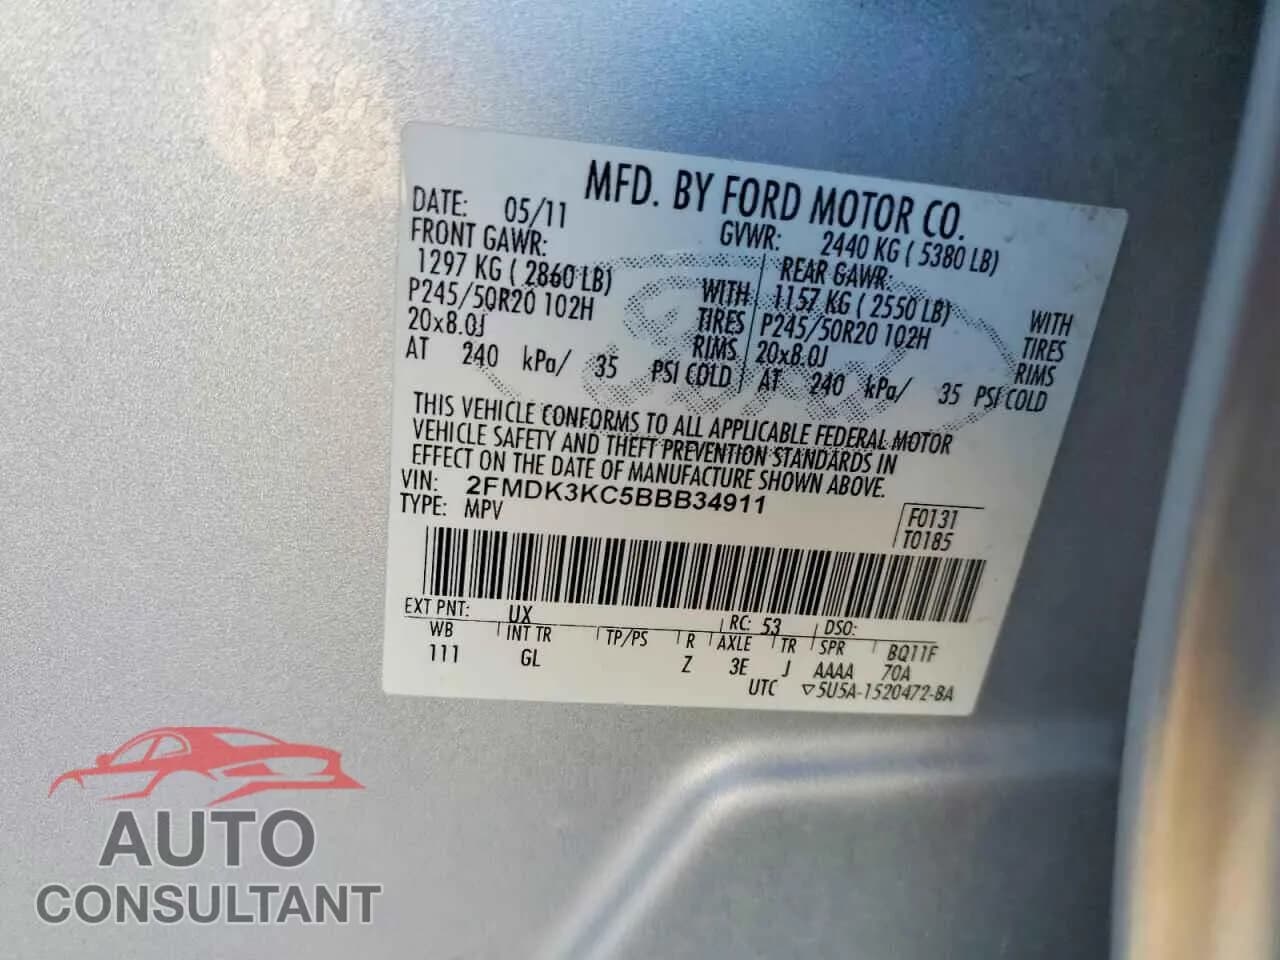 MFD. BY FORD MOTOR CO.
DATE: 05/11 GVWR: 2440 KG ( 5380 LB)
FRONT GAWR: REAR GAWR:
1297 KG ( 2860 LB) WITH 1157 KG ( 2550 LB) WITH
P245/50R20 102H TIRES P245/50R20 102H TIRES
20x8.0J RIMS 20x8.0J RIMS
AT 240 kPa/ 35 PSI COLD AT 240 kPa/ 35 PSI COLD
THIS VEHICLE CONFORMS TO ALL APPLICABLE FEDERAL MOTOR
VEHICLE SAFETY AND THEFT PREVENTION STANDARDS IN
EFFECT ON THE DATE OF MANUFACTURE SHOWN ABOVE.
VIN: 2FMDK3KC5BBB34911
TYPE: MPV
F0131
T0185
EXT PNT: UX RC: 53 DSO:
WB INT TR TP/PS R AXLE TR SPR BQ11F
111 GL Z 3E J AAAA 70A
UTC ▽5U5A-1520472-BA
AUTO
CONSULTANT